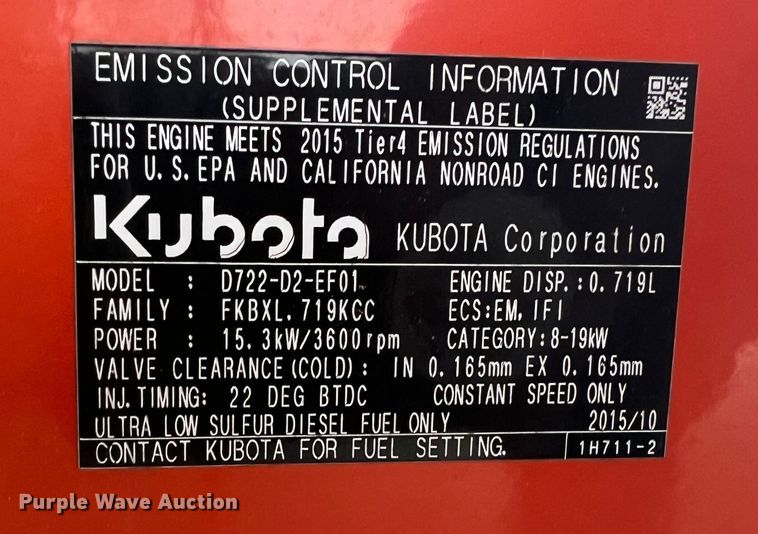 EMISSION CONTROL INFORMATION
(SUPPLEMENTAL LABEL)
THIS ENGINE MEETS 2015 Tier4 EMISSION REGULATIONS
FOR U.S.EPA AND CALIFORNIA NONROAD CI ENGINES.
Kubota KUBOTA Corporation
MODEL : D722-D2-EF01 ENGINE DISP.:0.719L
FAMILY : FKBXL.719KCC ECS:EM,IFI
POWER : 15.3kW/3600rpm CATEGORY:8-19kW
VALVE CLEARANCE(COLD): IN 0.165mm EX 0.165mm
INJ.TIMING: 22 DEG BTDC CONSTANT SPEED ONLY
ULTRA LOW SULFUR DIESEL FUEL ONLY 2015/10
CONTACT KUBOTA FOR FUEL SETTING. 1H711-2
Purple Wave Auction